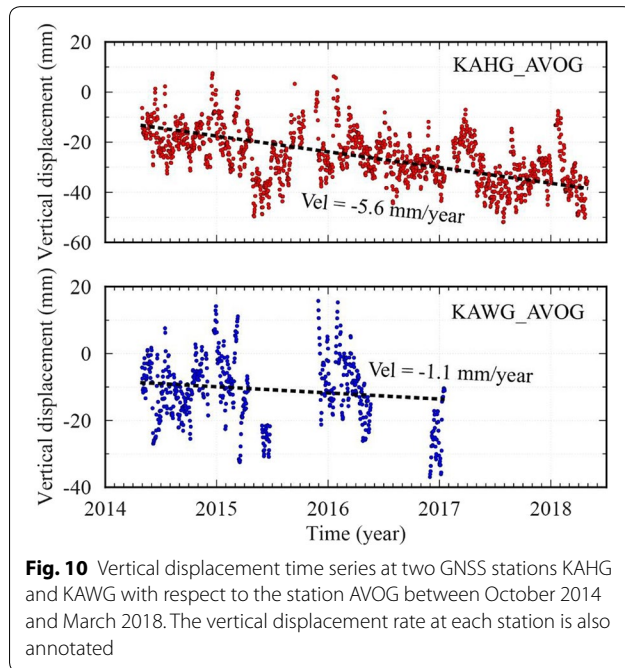 20
0
-20
-40
-60
Vertical displacement (mm)
KAHG_AVOG
Vel = -5.6 mm/year
20
0
-20
-40
Vertical displacement (mm)
KAWG_AVOG
Vel = -1.1 mm/year
2014 2015 2016 2017 2018
Time (year)
Fig. 10 Vertical displacement time series at two GNSS stations KAHG
and KAWG with respect to the station AVOG between October 2014
and March 2018. The vertical displacement rate at each station is also
annotated